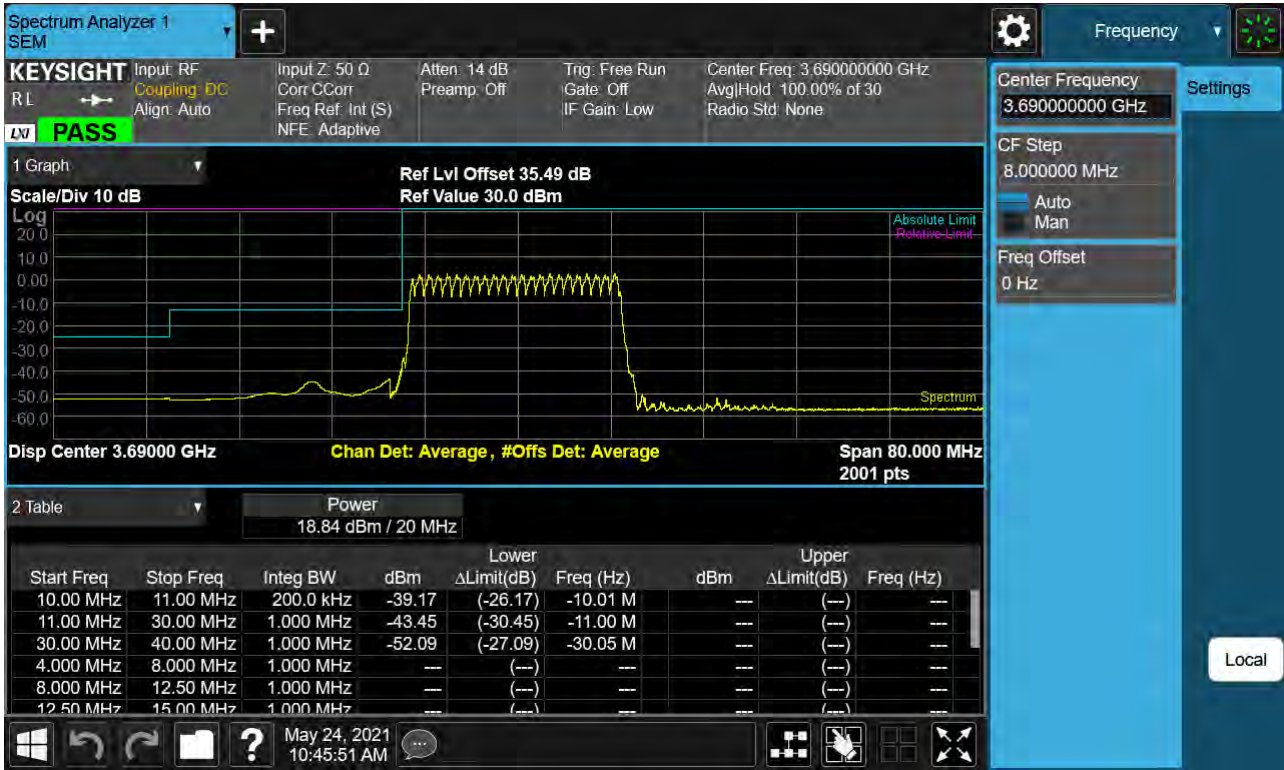 Spectrum Analyzer 1
SEM
+
Frequency
KEYSIGHT
RL
LXI
PASS
Input: RF
Coupling: DC
Align: Auto
Input Z: 50 Ω
Corr CCorr
Freq Ref: Int (S)
NFE: Adaptive
Atten: 14 dB
Preamp: Off
Trig: Free Run
Gate: Off
IF Gain: Low
Center Freq: 3.690000000 GHz
Avg|Hold: 100.00% of 30
Radio Std: None
Center Frequency
3.690000000 GHz
Settings
CF Step
8.000000 MHz
Auto
Man
Freq Offset
0 Hz
Local
1 Graph
Scale/Div 10 dB
Ref Lvl Offset 35.49 dB
Ref Value 30.0 dBm
Log
Absolute Limit
Relative Limit
20.0
10.0
0.00
-10.0
-20.0
-30.0
-40.0
-50.0
-60.0
Spectrum
Disp Center 3.69000 GHz
Chan Det: Average, #Offs Det: Average
Span 80.000 MHz
2001 pts
2 Table
Power
18.84 dBm / 20 MHz
Lower Upper
Start Freq Stop Freq Integ BW dBm ΔLimit(dB) Freq (Hz) dBm ΔLimit(dB) Freq (Hz)
10.00 MHz 11.00 MHz 200.0 kHz -39.17 (-26.17) -10.01 M --- (---) ---
11.00 MHz 30.00 MHz 1.000 MHz -43.45 (-30.45) -11.00 M --- (---) ---
30.00 MHz 40.00 MHz 1.000 MHz -52.09 (-27.09) -30.05 M --- (---) ---
4.000 MHz 8.000 MHz 1.000 MHz --- (---) --- --- (---) ---
8.000 MHz 12.50 MHz 1.000 MHz --- (---) --- --- (---) ---
12.50 MHz 15.00 MHz 1.000 MHz --- (---) --- --- (---) ---
?
May 24, 2021
10:45:51 AM